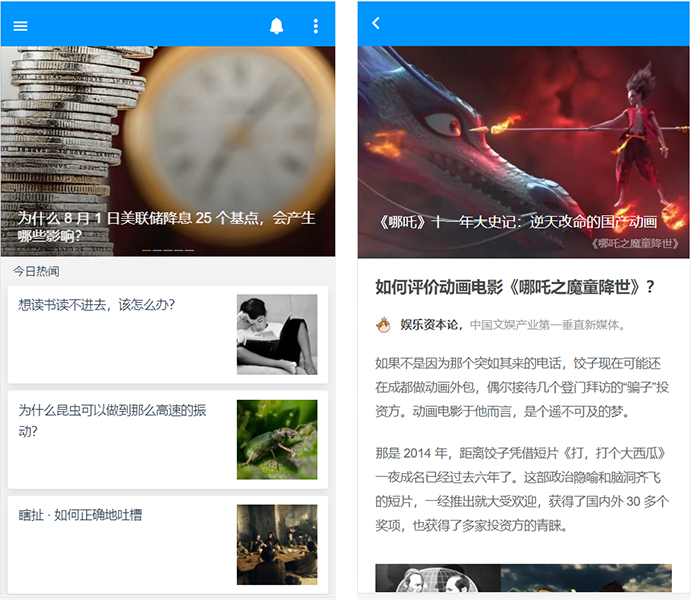 为什么 8 月 1 日美联储降息 25 个基点，会产生
哪些影响？
今日热闻
想读书读不进去，该怎么办？
为什么昆虫可以做到那么高速的振
动？
瞎扯 · 如何正确地吐槽
《哪吒》十一年大史记：逆天改命的国产动画
《哪吒之魔童降世》
如何评价动画电影《哪吒之魔童降世》？
娱乐资本论，中国文娱产业第一垂直新媒体。
如果不是因为那个突如其来的电话，饺子现在可能还
在成都做动画外包，偶尔接待几个登门拜访的“骗子”投
资方。动画电影于他而言，是个遥不可及的梦。
那是 2014 年，距离饺子凭借短片《打，打个大西瓜》
一夜成名已经过去六年了。这部政治隐喻和脑洞齐飞
的短片，一经推出就大受欢迎，获得了国内外 30 多个
奖项，也获得了多家投资方的青睐。